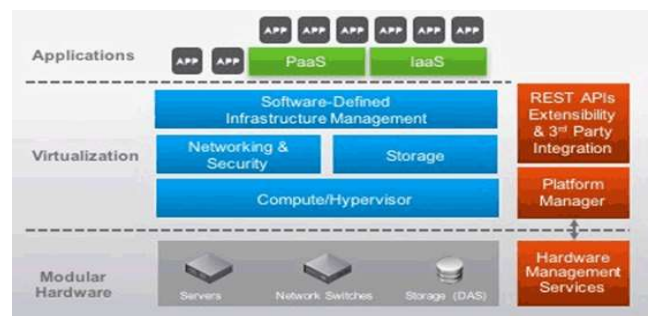 APP APP APP APP APP APP
Applications
APP APP
PaaS
IaaS
Software-Defined
Infrastructure Management
REST APIs
Extensibility
& 3rd Party
Integration
Virtualization
Networking &
Security
Storage
Compute/Hypervisor
Platform
Manager
Modular
Hardware
Servers
Network Switches
Storage (DAS)
Hardware
Management
Services